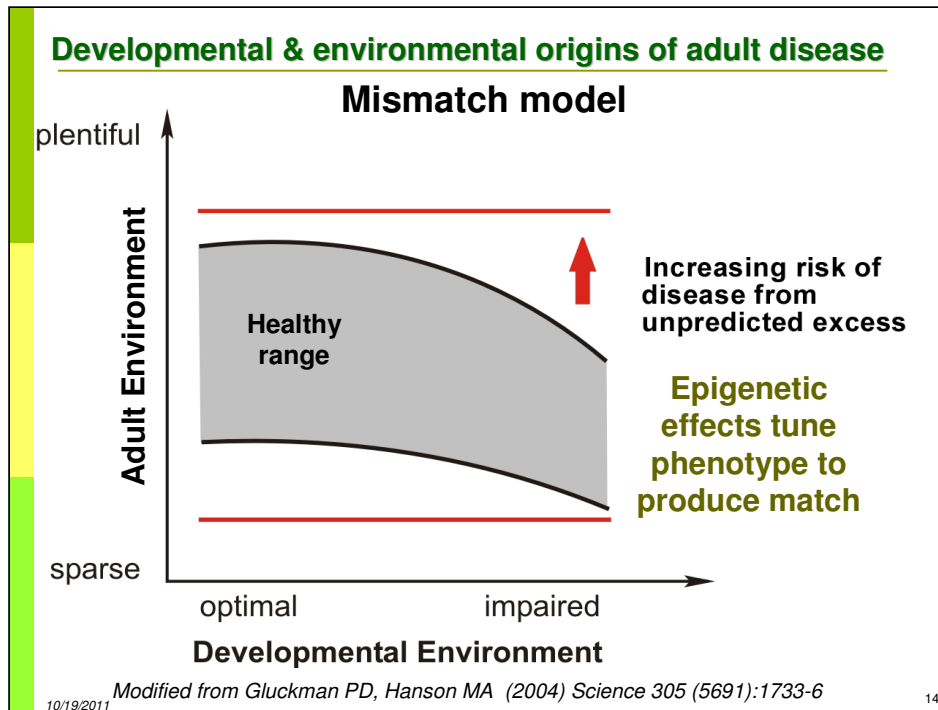 Developmental & environmental origins of adult disease
Mismatch model
plentiful
Adult Environment
Healthy
range
Increasing risk of
disease from
unpredicted excess
Epigenetic
effects tune
phenotype to
produce match
sparse
optimal
impaired
Developmental Environment
Modified from Gluckman PD, Hanson MA (2004) Science 305 (5691):1733-6
10/19/2011
14